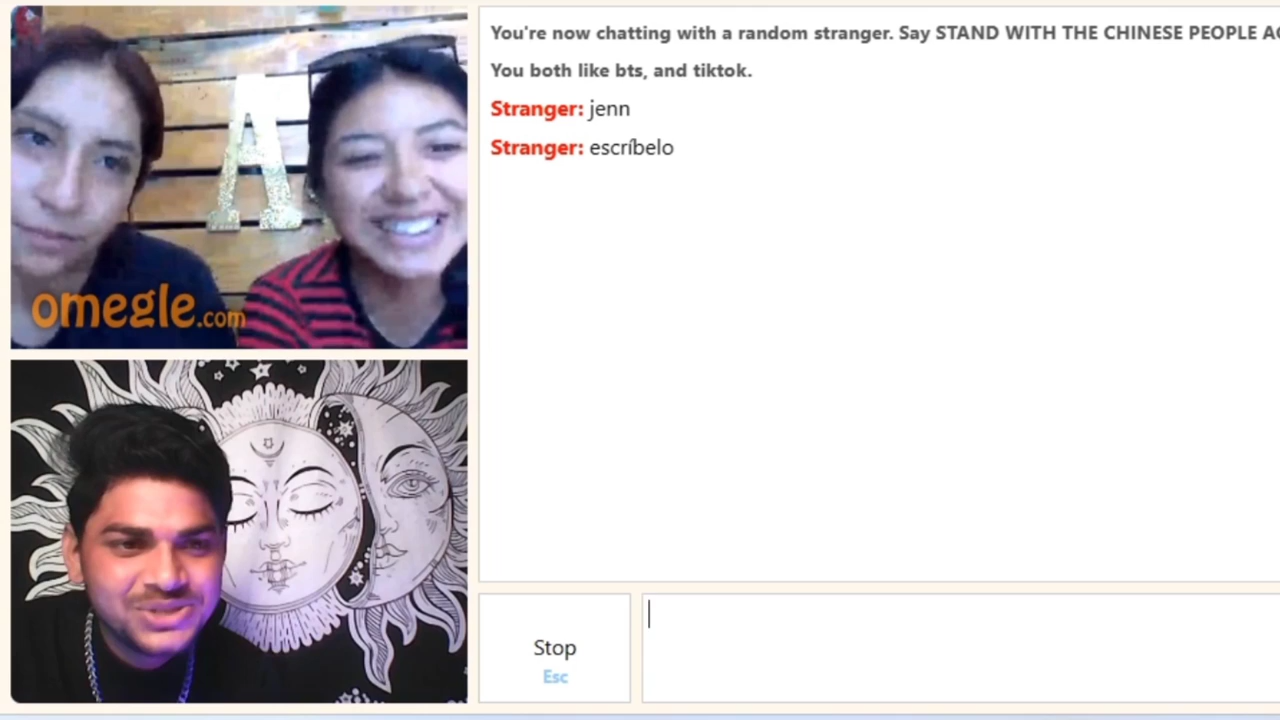 You're now chatting with a random stranger. Say STAND WITH THE CHINESE PEOPLE
You both like bts, and tiktok.
Stranger: jenn
Stranger: escríbelo
A
omegle.com
Stop
Esc